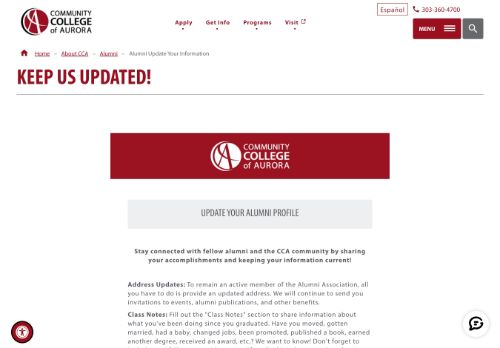 COMMUNITY
COLLEGE
of AURORA
Apply
Get Info
Programs
Visit
Español
303-360-4700
MENU
Home – About CCA – Alumni – Alumni Update Your Information
KEEP US UPDATED!
COMMUNITY
COLLEGE
of AURORA
UPDATE YOUR ALUMNI PROFILE
Stay connected with fellow alumni and the CCA community by sharing
your accomplishments and keeping your information current!
Address Updates: To remain an active member of the Alumni Association, all
you have to do is provide an updated address. We will continue to send you
invitations to events, alumni publications, and other benefits.
Class Notes: Fill out the "Class Notes" section to share information about
what you've been doing since you graduated. Have you moved, gotten
married, had a baby, changed jobs, been promoted, published a book, earned
another degree, received an award, etc.? We want to know! Don't forget to